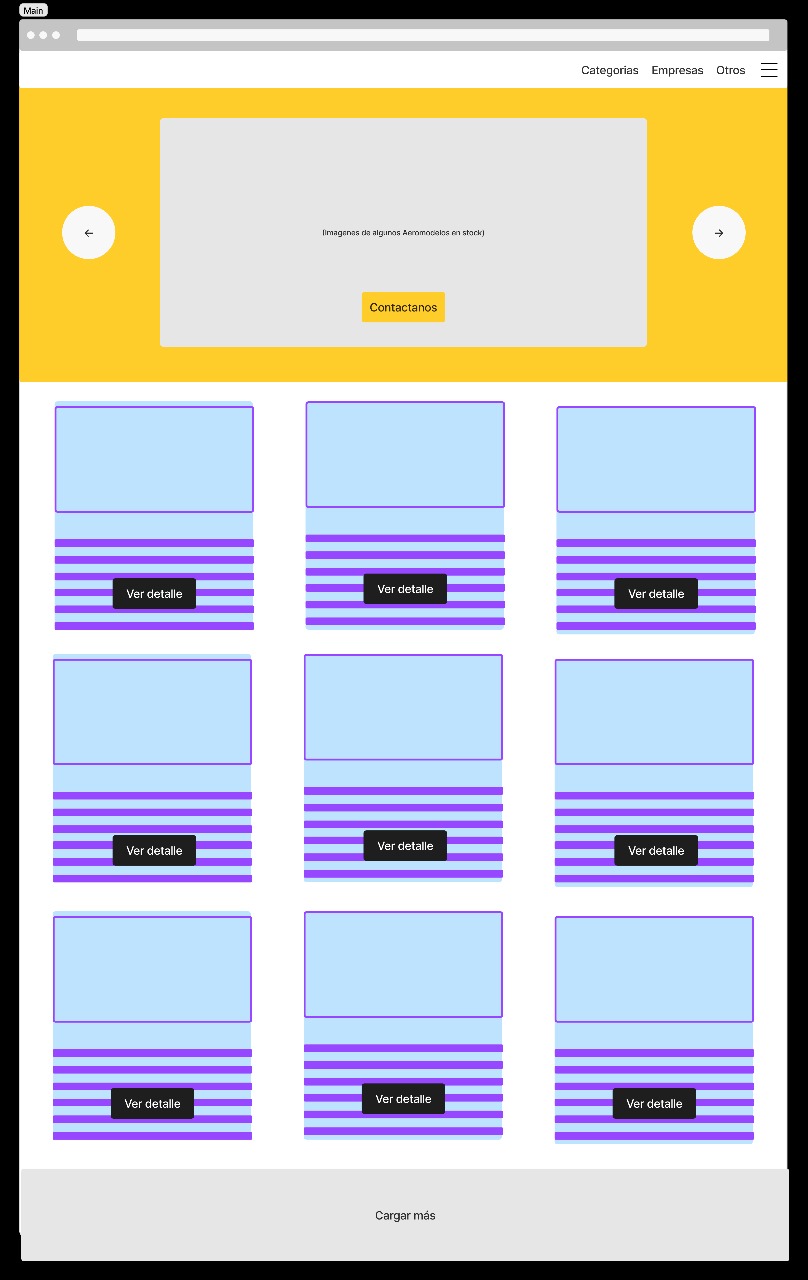 Main
Categorias Empresas Otros
←
(Imagenes de algunos Aeromodelos en stock)
→
Contactanos
Ver detalle
Ver detalle
Ver detalle
Ver detalle
Ver detalle
Ver detalle
Ver detalle
Ver detalle
Ver detalle
Cargar más